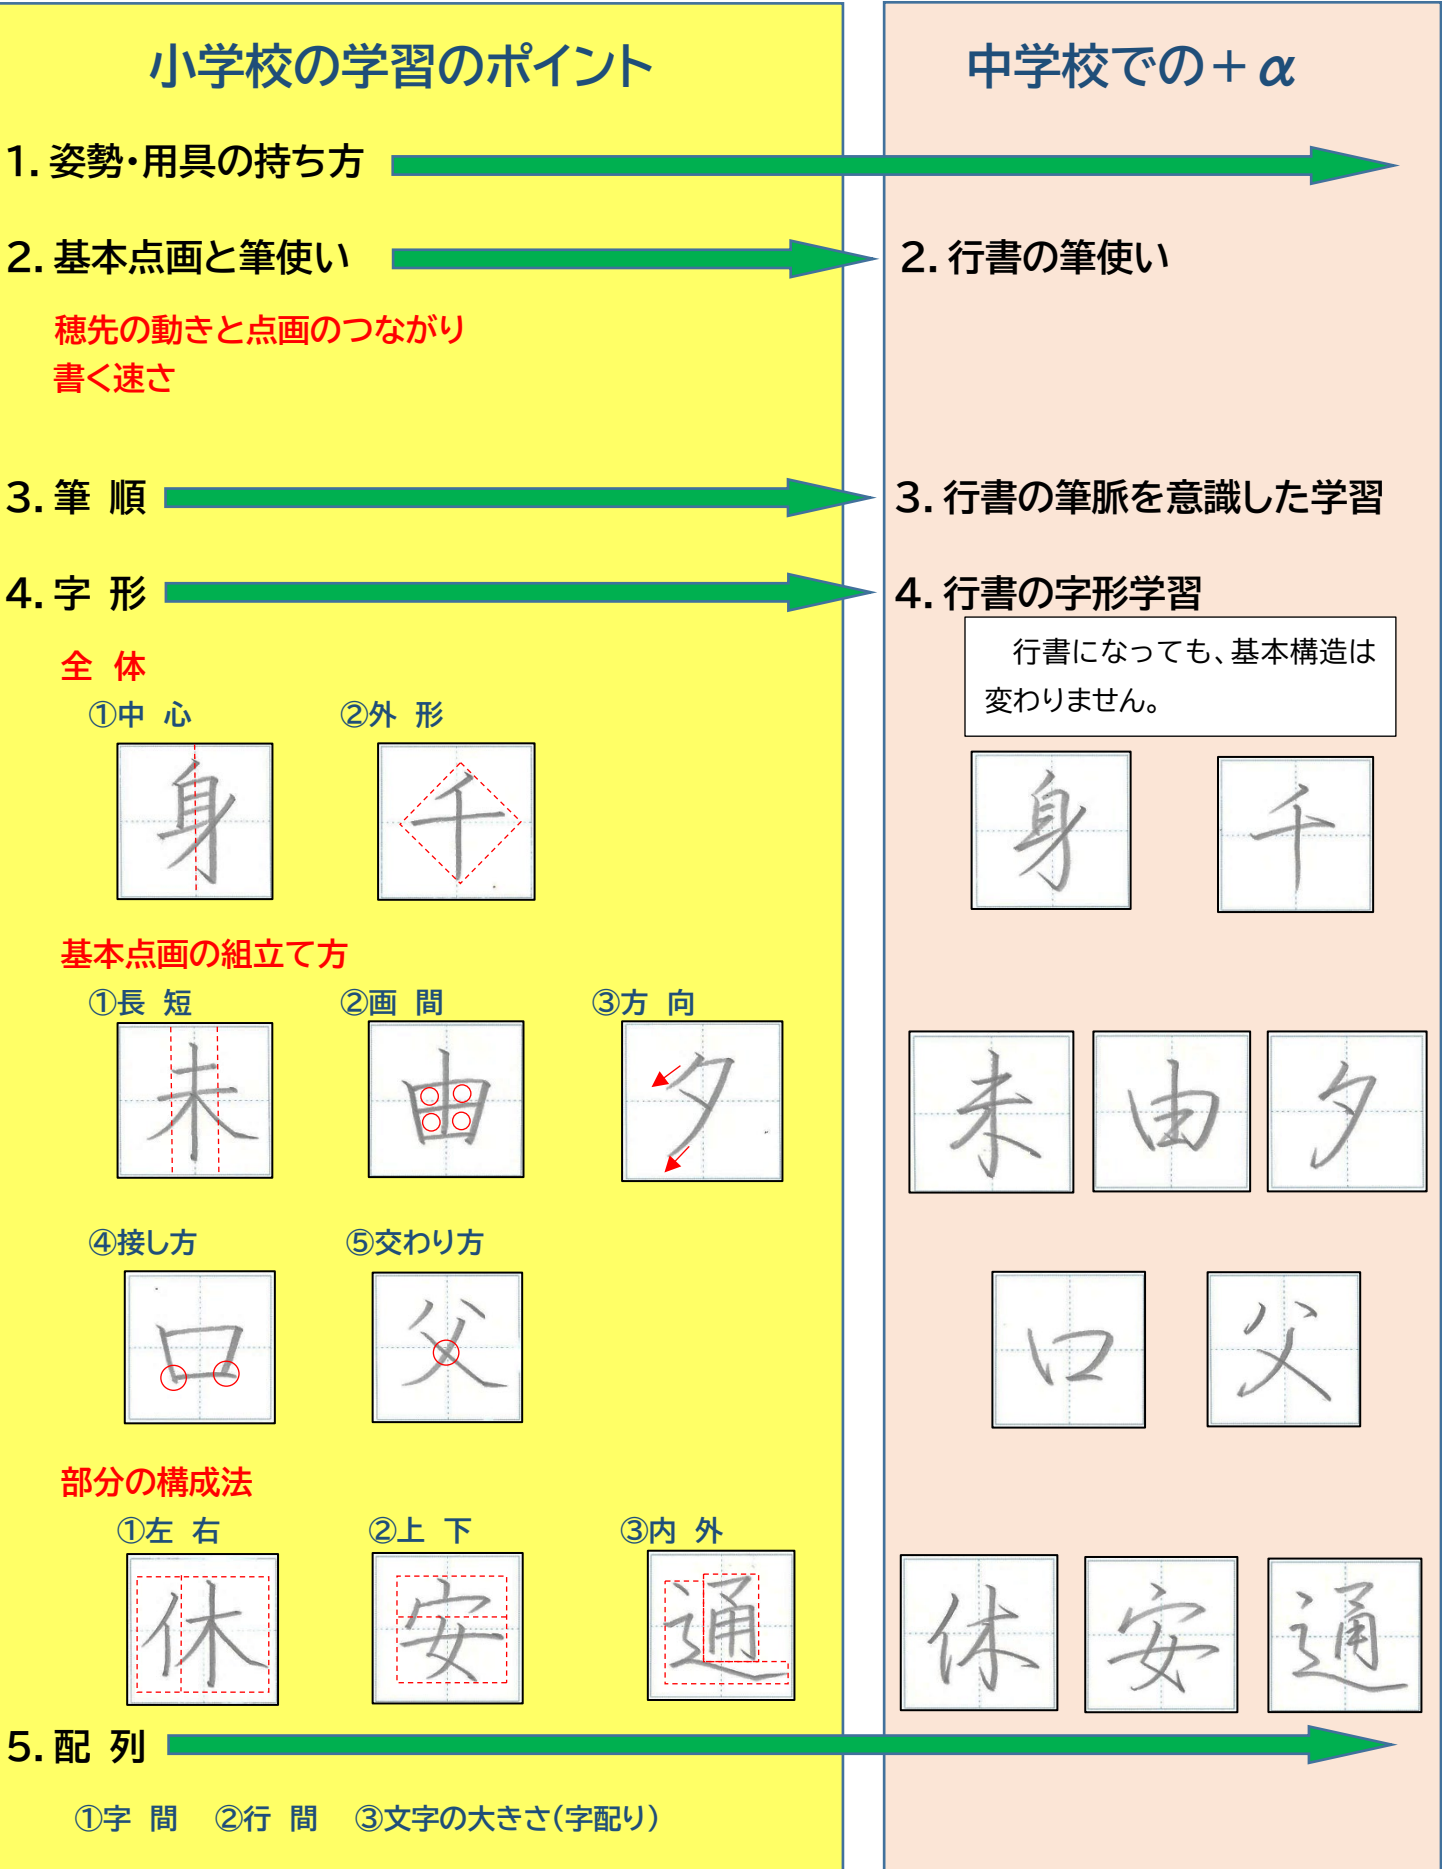 小学校の学習のポイント
中学校での＋α
1. 姿勢・用具の持ち方
2. 基本点画と筆使い
2. 行書の筆使い
穂先の動きと点画のつながり
書く速さ
3. 筆 順
3. 行書の筆脈を意識した学習
4. 字 形
4. 行書の字形学習
行書になっても、基本構造は
変わりません。
全 体
①中 心 ②外 形
身 千
身 千
基本点画の組立て方
①長 短 ②画 間 ③方 向
未 由 夕
未 由 夕
④接し方 ⑤交わり方
口 父
口 父
部分の構成法
①左 右 ②上 下 ③内 外
休 安 通
休 安 通
5. 配 列
①字 間 ②行 間 ③文字の大きさ（字配り）